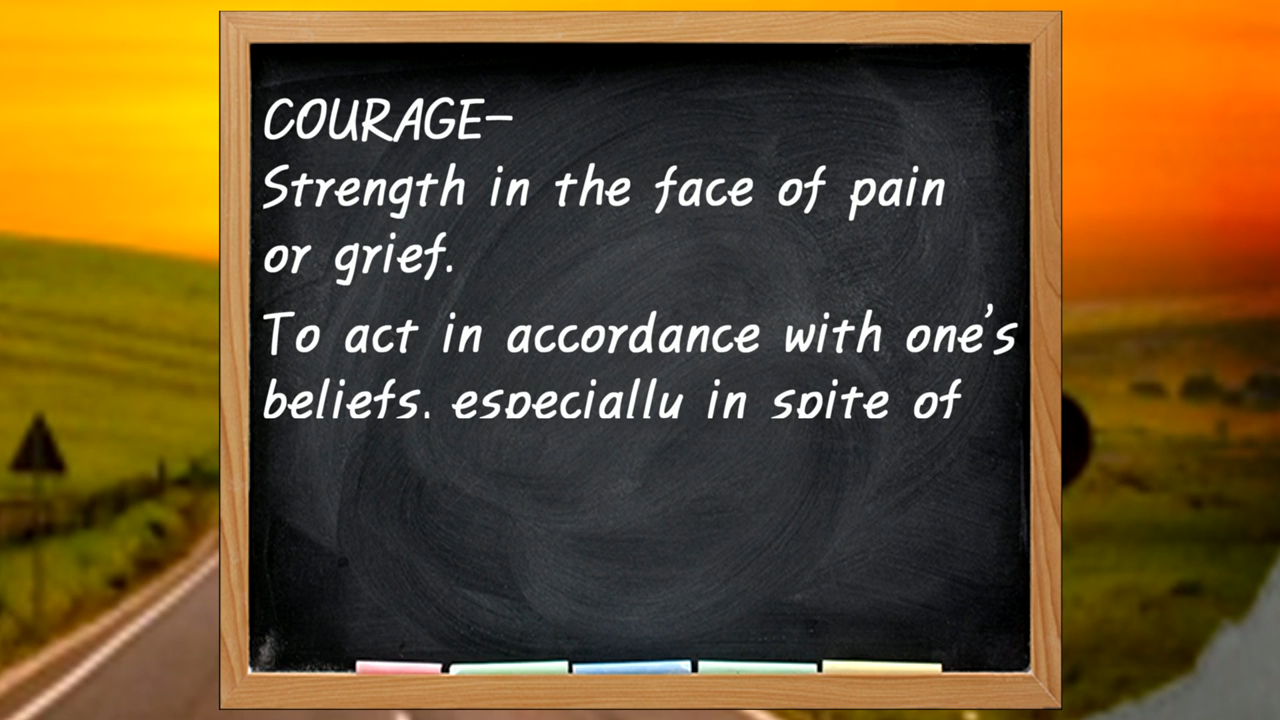 COURAGE–
Strength in the face of pain
or grief.
To act in accordance with one's
beliefs, especially in spite of